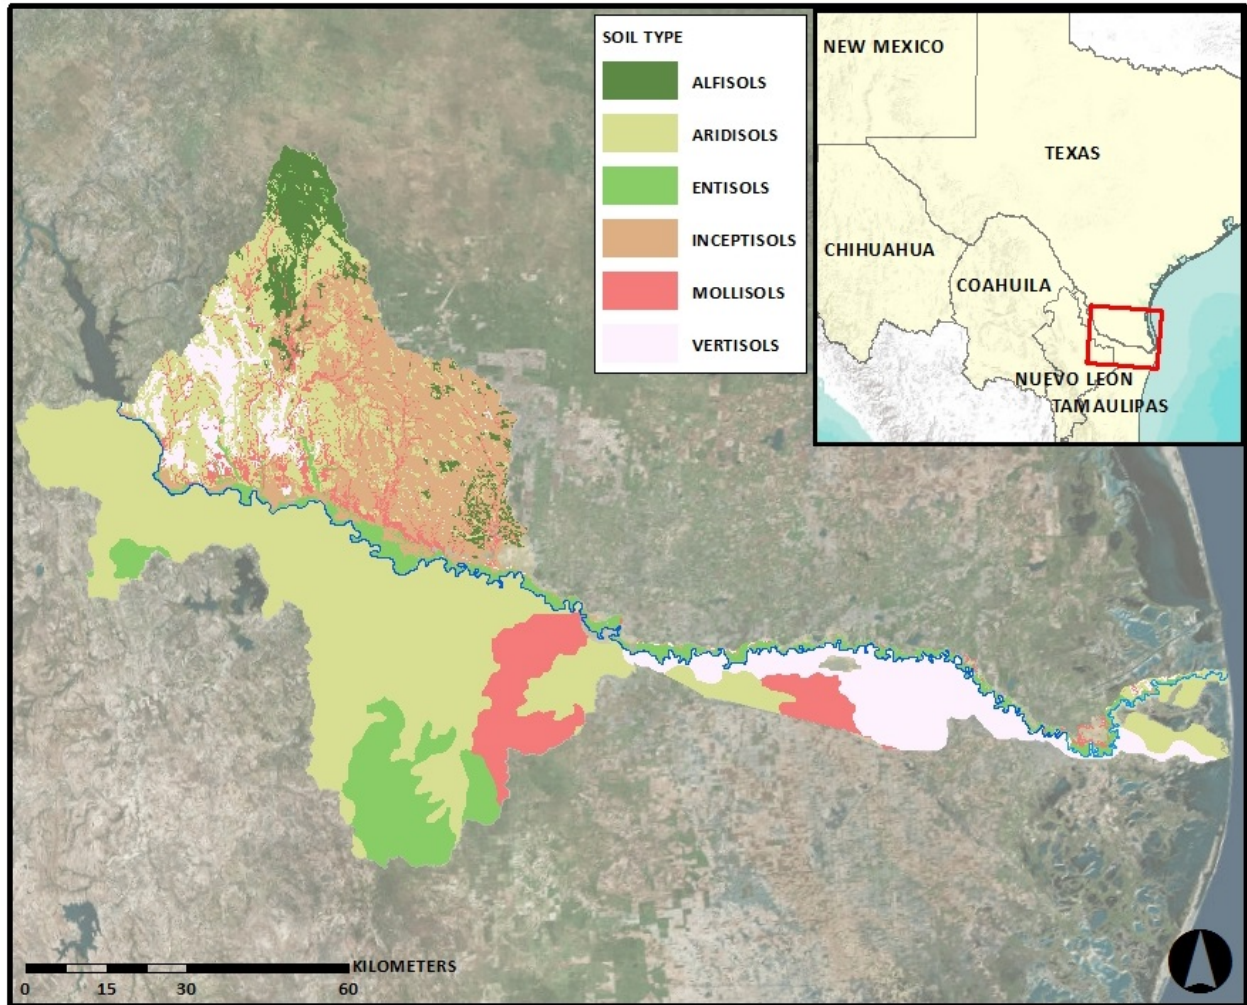 SOIL TYPE
ALFISOLS
ARIDISOLS
ENTISOLS
INCEPTISOLS
MOLLISOLS
VERTISOLS
NEW MEXICO
TEXAS
CHIHUAHUA
COAHUILA
NUEVO LEON
TAMAULIPAS
KILOMETERS
0 15 30 60